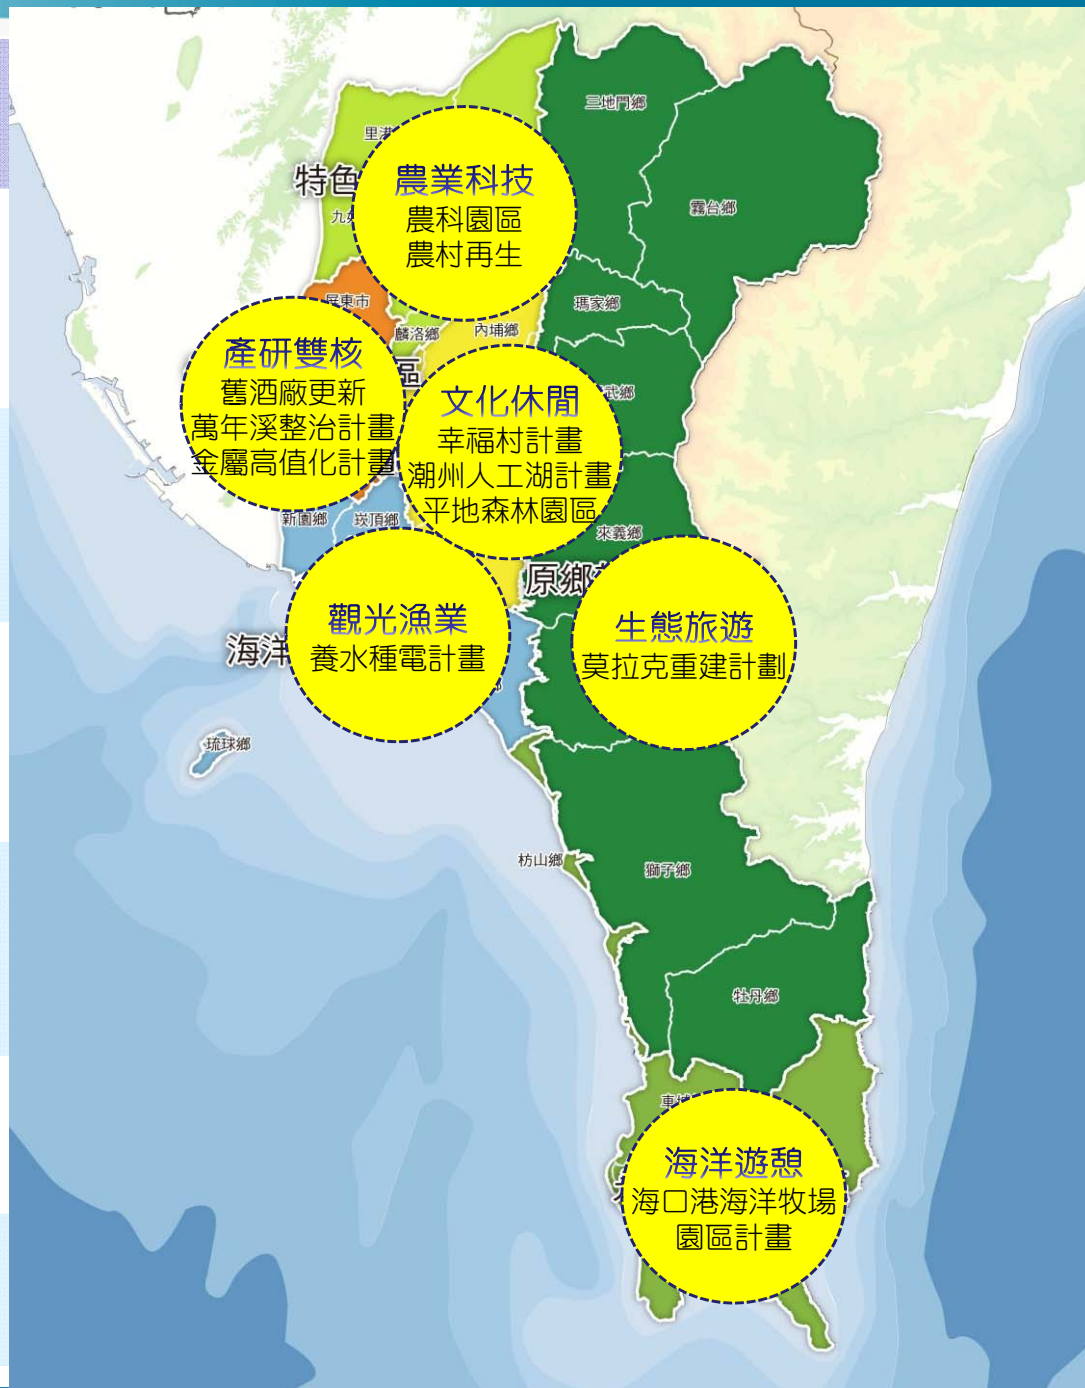 三地門鄉
里港
特色
農業科技
農科園區
農村再生
九如
霧台鄉
屏東市
瑪家鄉
麟洛鄉
內埔鄉
產研雙核
舊酒廠更新
萬年溪整治計畫
金屬高值化計畫
區
武鄉
文化休閒
幸福村計畫
潮州人工湖計畫
平地森林園區
新園鄉
崁頂鄉
來義鄉
原鄉
觀光漁業
養水種電計畫
生態旅遊
莫拉克重建計劃
海洋
琉球鄉
枋山鄉
獅子鄉
牡丹鄉
車城
海洋遊憩
海口港海洋牧場
園區計畫